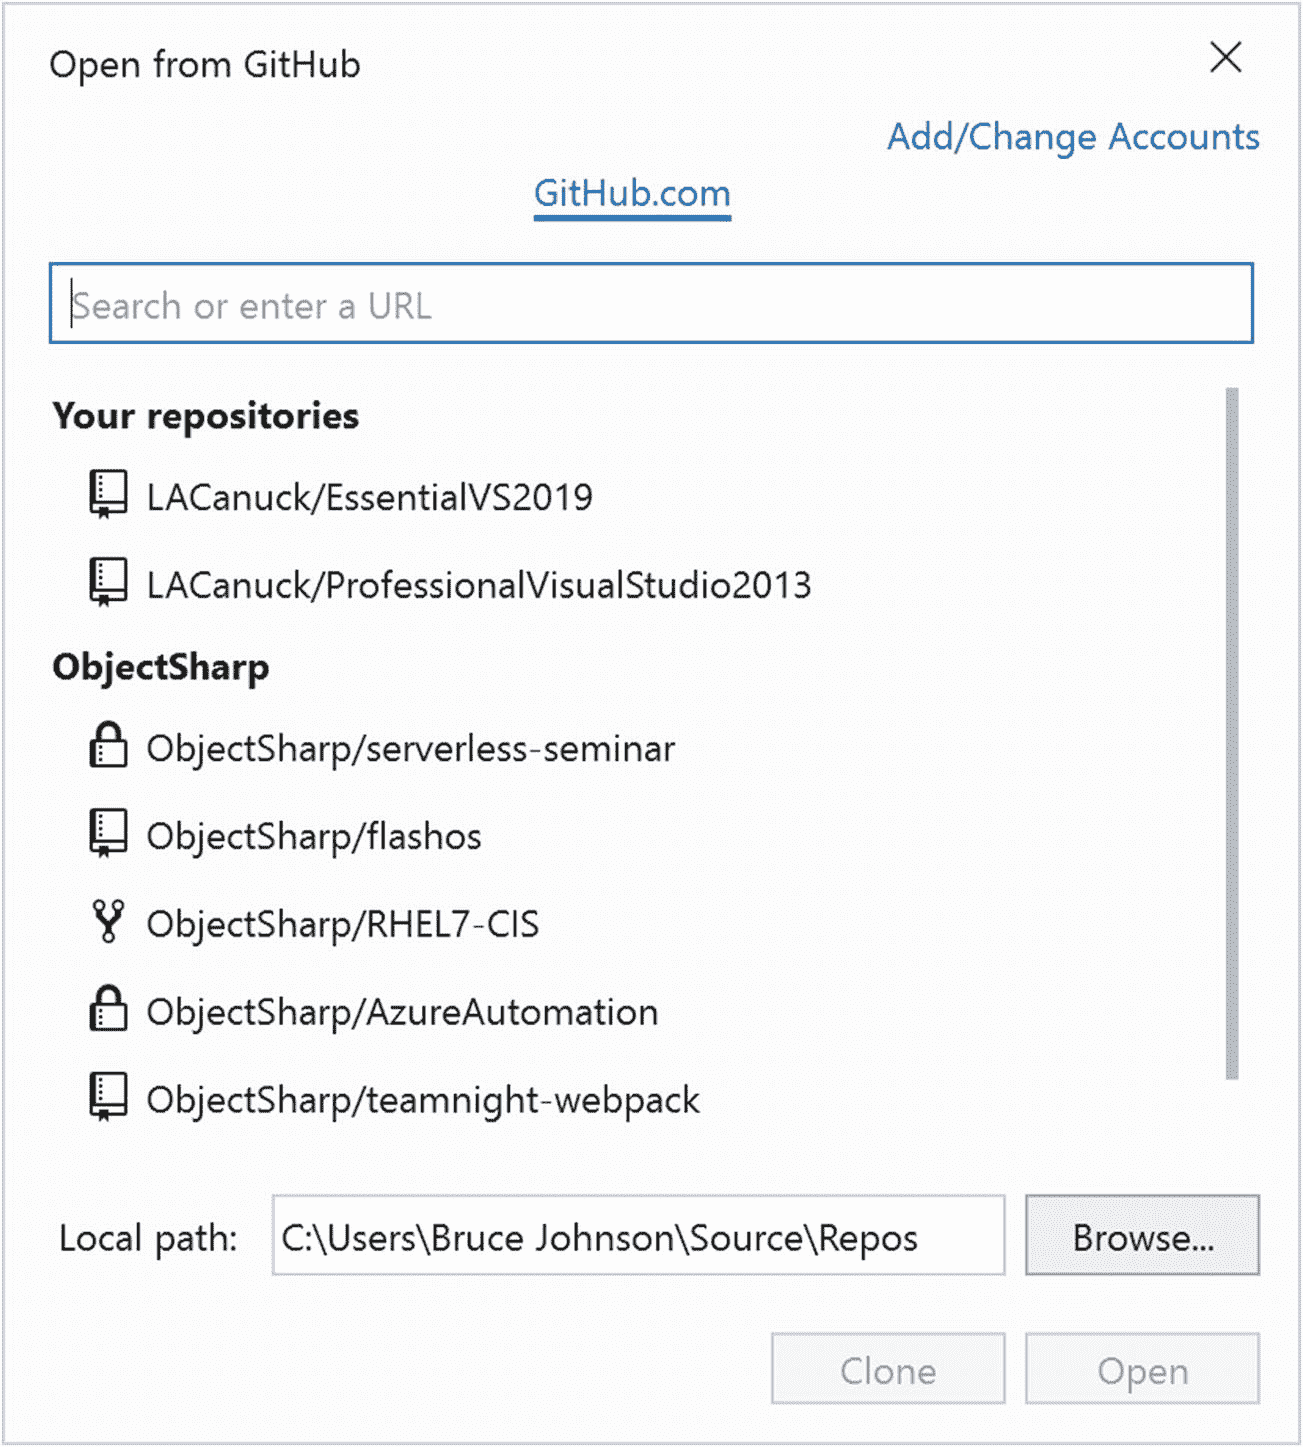 Open from GitHub
Add/Change Accounts
GitHub.com
Search or enter a URL
Your repositories
LACanuck/EssentialVS2019
LACanuck/ProfessionalVisualStudio2013
ObjectSharp
ObjectSharp/serverless-seminar
ObjectSharp/flashos
ObjectSharp/RHEL7-CIS
ObjectSharp/AzureAutomation
ObjectSharp/teamnight-webpack
Local path: C:\Users\Bruce Johnson\Source\Repos Browse...
Clone Open